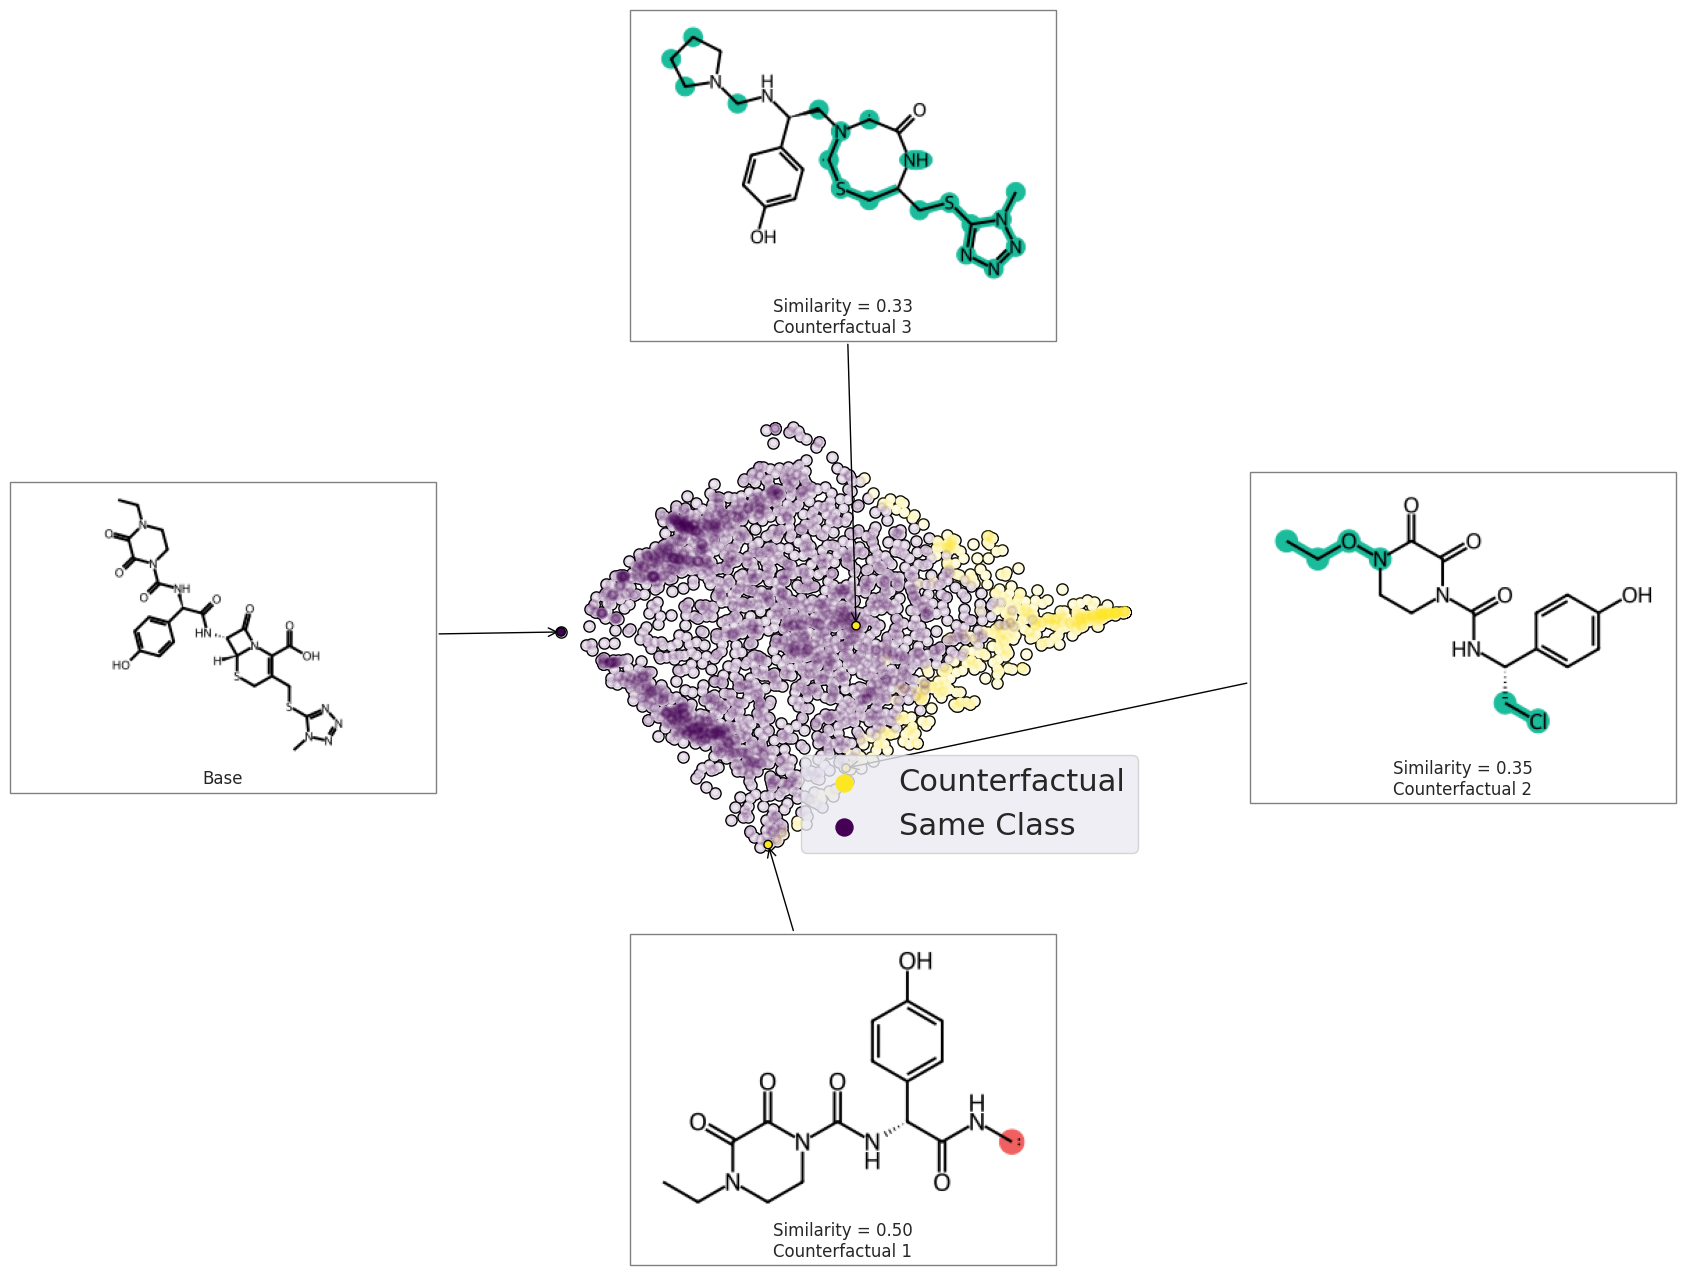 N
H
N
N
O
NH
S
S
N
N
N
N
OH
Similarity = 0.33
Counterfactual 3
N
O
O
N
O
NH
O
HN
O
N
O
OH
HO
H
S
S
N
N
N
N
Base
O
O
N
O
N
O
HN
OH
Cl
Similarity = 0.35
Counterfactual 2
Counterfactual
Same Class
OH
O
O
O
N
N
N
H
H
N
O
Similarity = 0.50
Counterfactual 1